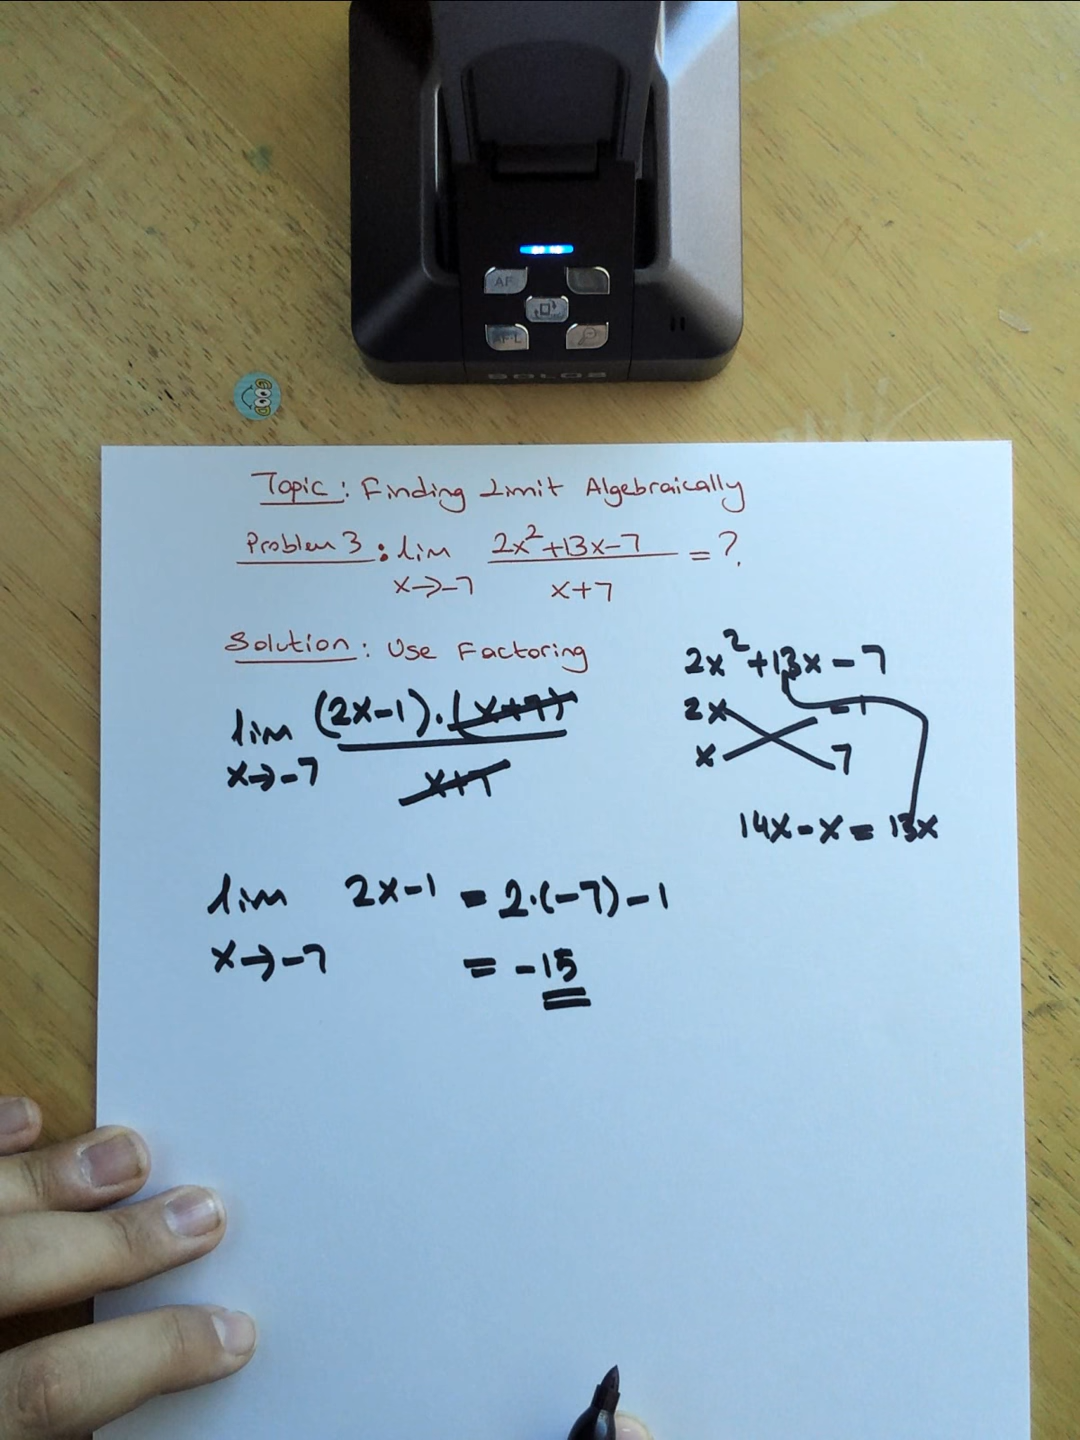 AF
AF-L
GOOD
Topic: Finding Limit Algebraically
Problem 3: lim 2x²+13x-7 = ?
x→-7 x+7
Solution: Use Factoring
2x²+13x-7
lim (2x-1).(x+7)
x→-7 x+7
2x -1
x 7
14x-x=13x
lim 2x-1 = 2.(-7)-1
x→-7 = -15